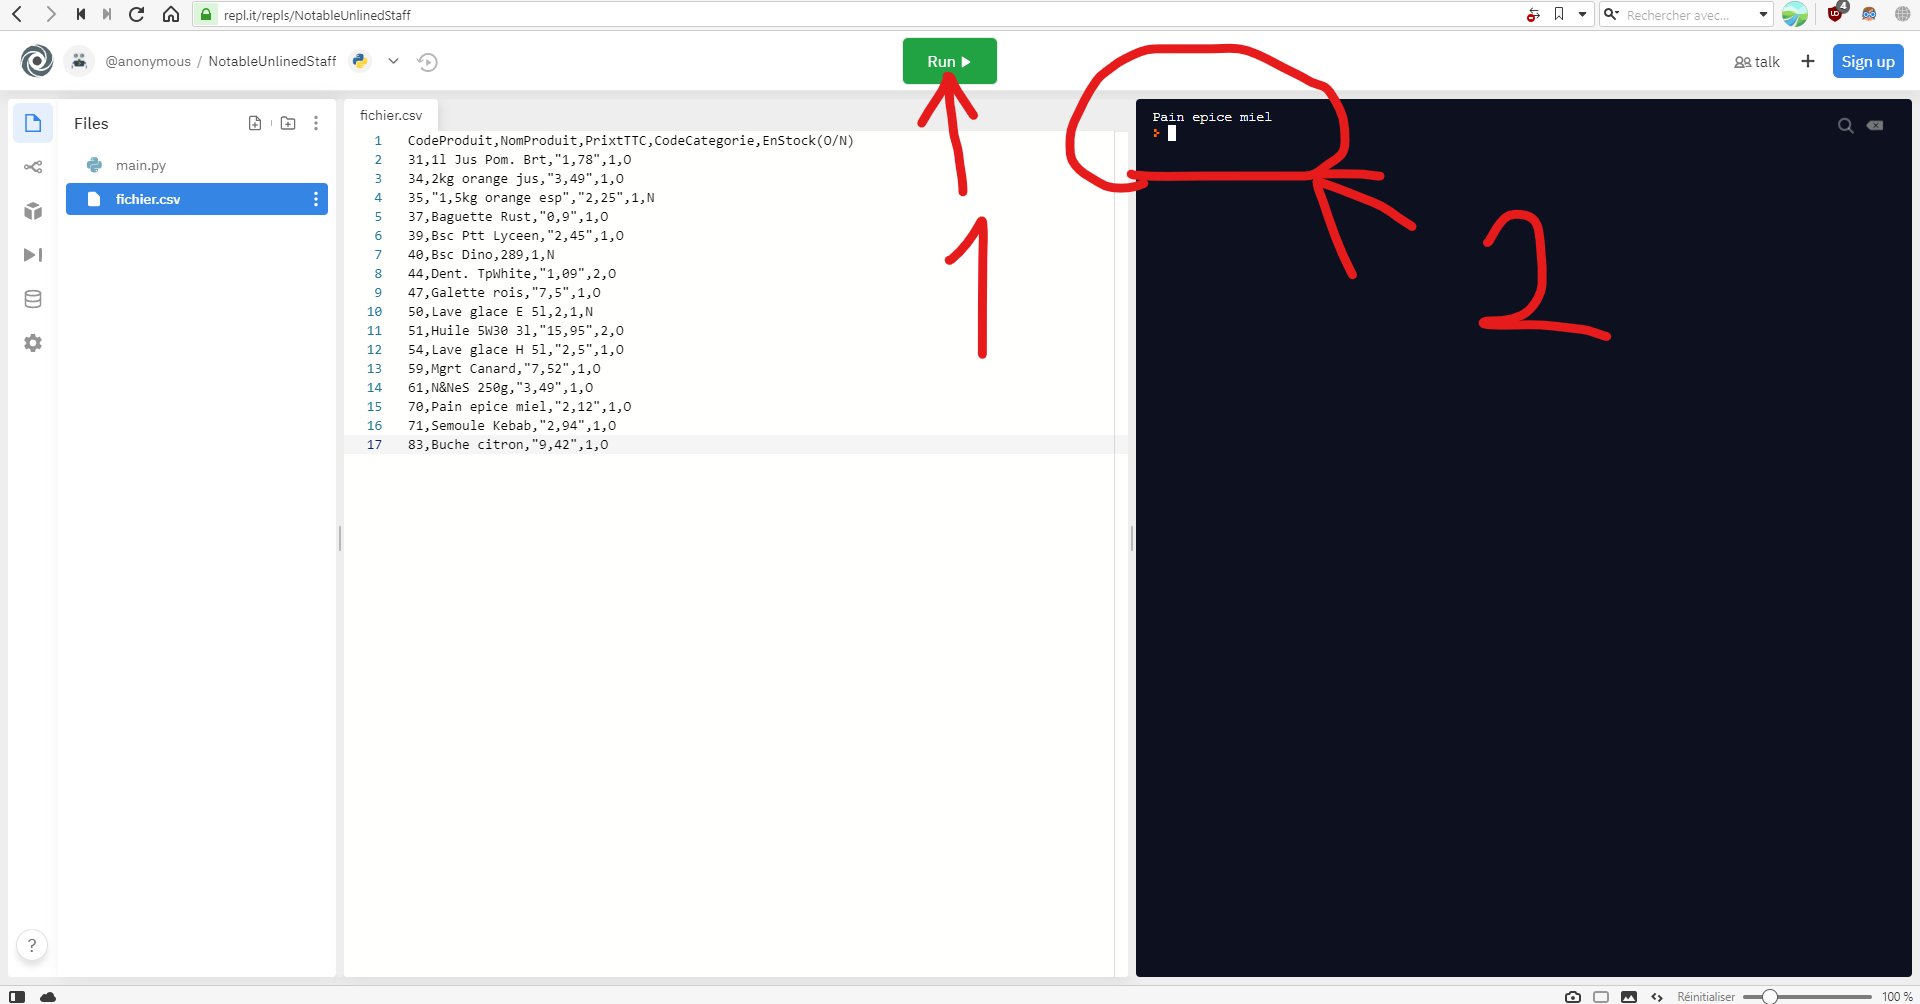 repl.it/repls/NotableUnlinedStaff
Rechercher avec...
4
@anonymous / NotableUnlinedStaff
Run
talk
+
Sign up
Files
main.py
fichier.csv
fichier.csv
1 CodeProduit,NomProduit,PrixtTTC,CodeCategorie,EnStock(O/N)
2 31,1l Jus Pom. Brt,"1,78",1,O
3 34,2kg orange jus,"3,49",1,O
4 35,"1,5kg orange esp","2,25",1,N
5 37,Baguette Rust,"0,9",1,O
6 39,Bsc Ptt Lyceen,"2,45",1,O
7 40,Bsc Dino,289,1,N
8 44,Dent. TpWhite,"1,09",2,O
9 47,Galette rois,"7,5",1,O
10 50,Lave glace E 5l,2,1,N
11 51,Huile 5W30 3l,"15,95",2,O
12 54,Lave glace H 5l,"2,5",1,O
13 59,Mgrt Canard,"7,52",1,O
14 61,N&NeS 250g,"3,49",1,O
15 70,Pain epice miel,"2,12",1,O
16 71,Semoule Kebab,"2,94",1,O
17 83,Buche citron,"9,42",1,O
1
Pain epice miel
2
?
Réinitialiser
100 %